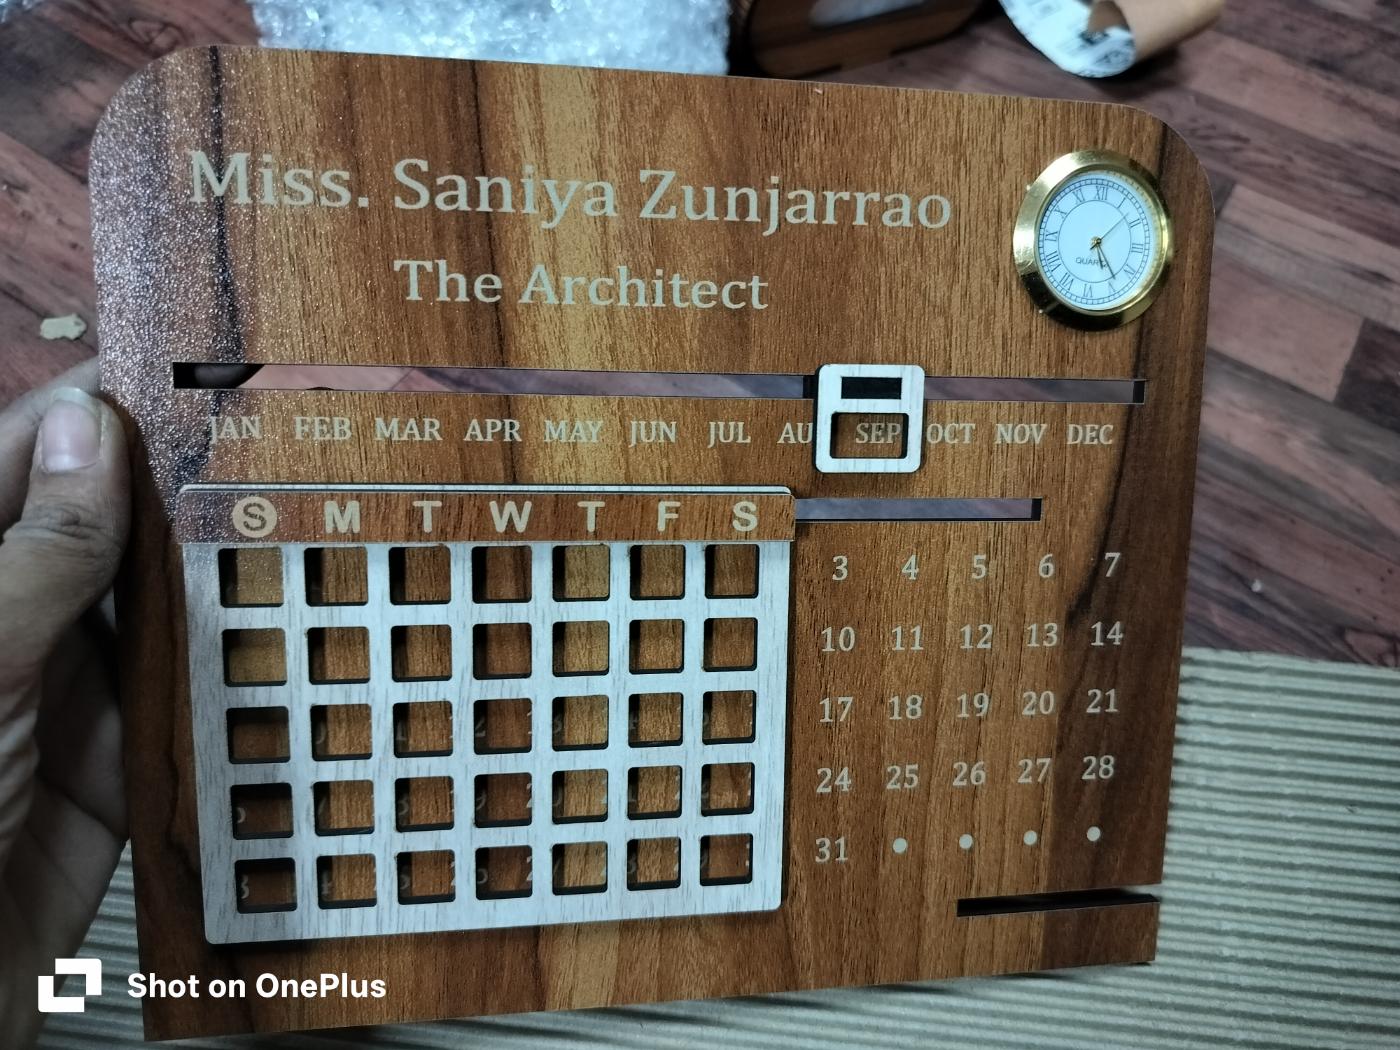 Miss. Saniya Zunjarrao
The Architect
XII
QUARTZ
JAN FEB MAR APR MAY JUN JUL AU SEP OCT NOV DEC
S M T W T F S
3 4 5 6 7
10 11 12 13 14
17 18 19 20 21
24 25 26 27 28
31 • • • •
Shot on OnePlus